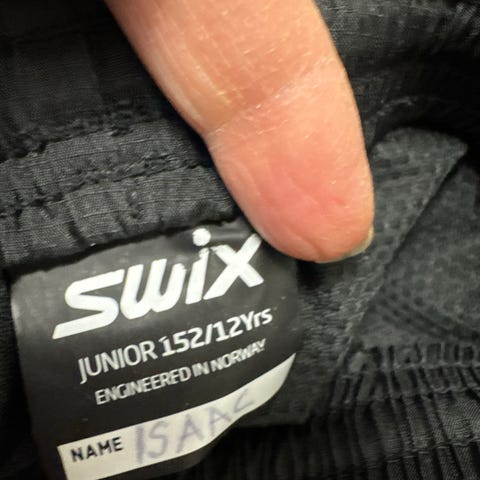 swix
JUNIOR 152/12Yrs
ENGINEERED IN NORWAY
NAME ISAAC